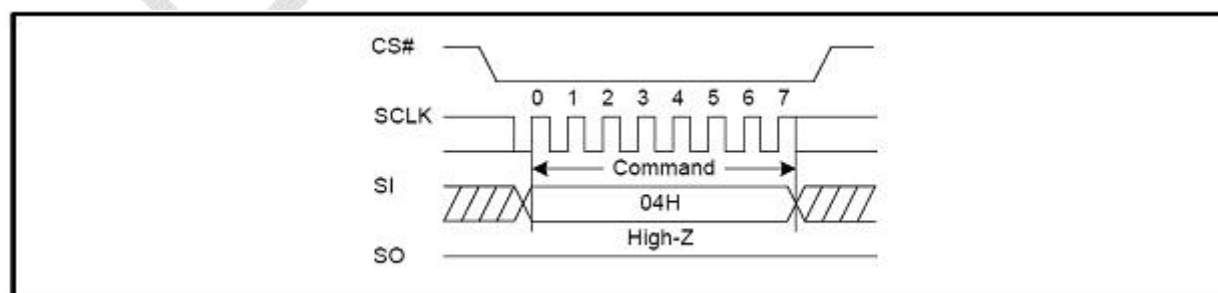 CS#
0 1 2 3 4 5 6 7
SCLK
Command
SI
04H
High-Z
SO